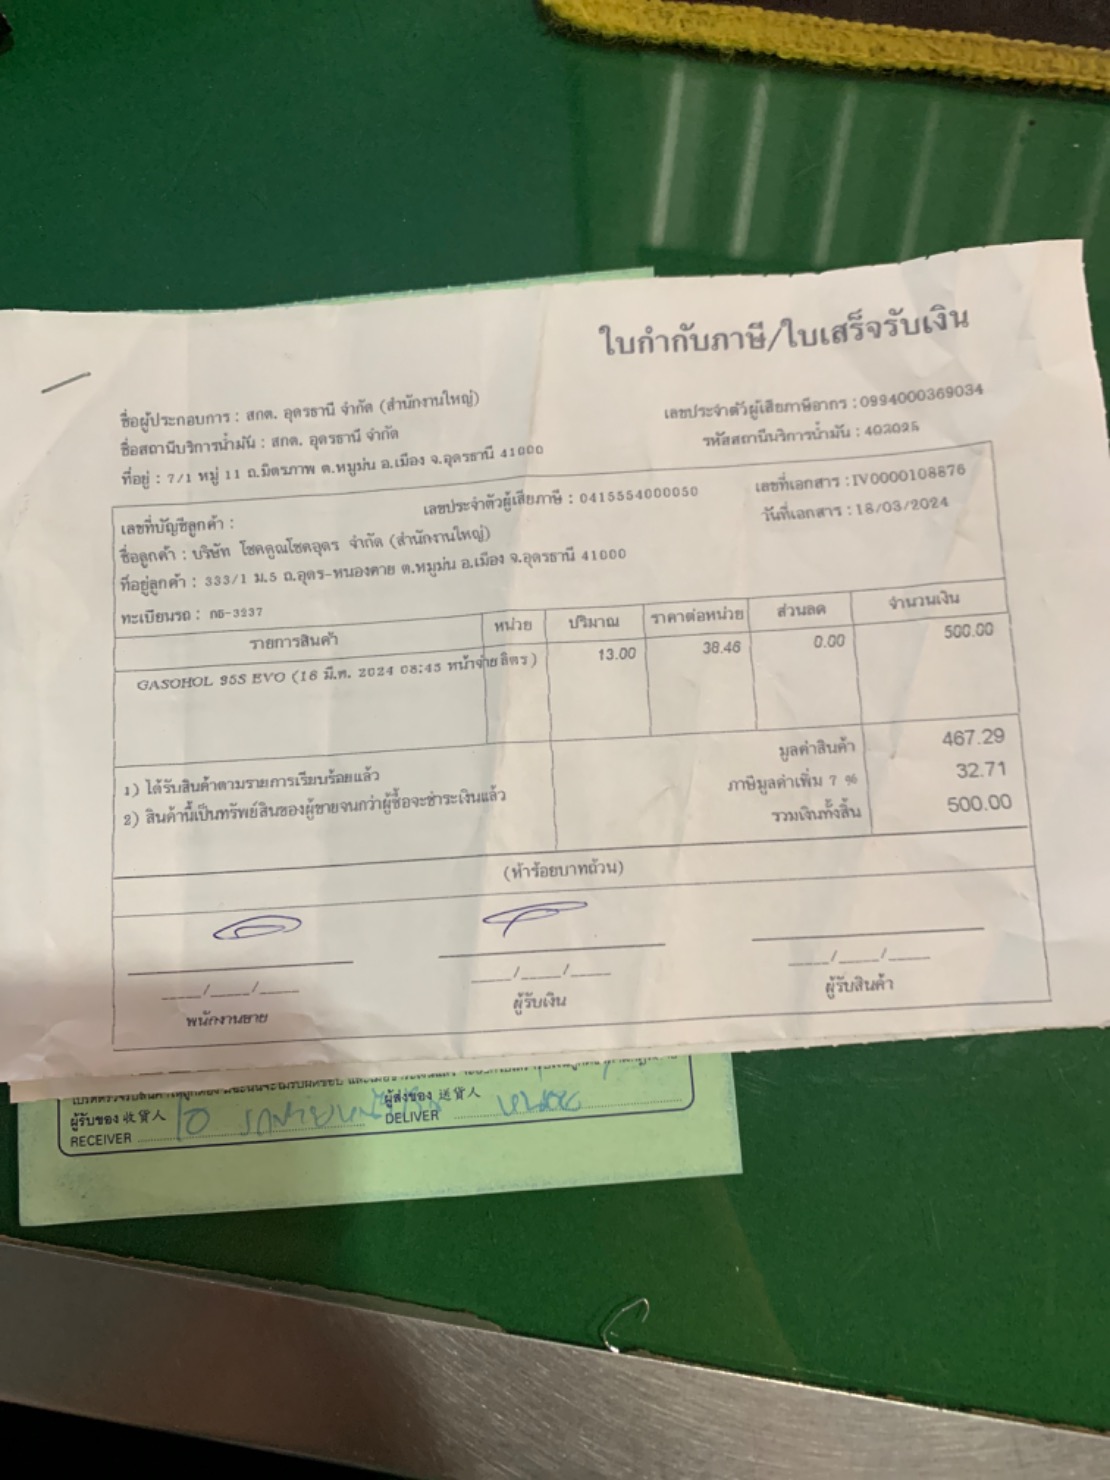 ใบกำกับภาษี/ใบเสร็จรับเงิน
ชื่อผู้ประกอบการ : สกต. อุดรธานี จำกัด (สำนักงานใหญ่)
เลขประจำตัวผู้เสียภาษีอากร : 0994000369034
ชื่อสถานีบริการน้ำมัน : สกต. อุดรธานี จำกัด
รหัสสถานีบริการน้ำมัน : 402025
ที่อยู่ : 7/1 หมู่ 11 ถ.มิตรภาพ ต.หมูม่น อ.เมือง จ.อุดรธานี 41000
เลขที่บัญชีลูกค้า :
เลขประจำตัวผู้เสียภาษี : 0415554000050
เลขที่เอกสาร : IV0000108876
ชื่อลูกค้า : บริษัท โชคคูณโชคอุดร จำกัด (สำนักงานใหญ่)
วันที่เอกสาร : 18/03/2024
ที่อยู่ลูกค้า : 333/1 ม.5 ถ.อุดร-หนองคาย ต.หมูม่น อ.เมือง จ.อุดรธานี 41000
ทะเบียนรถ : กธ-3237
รายการสินค้า หน่วย ปริมาณ ราคาต่อหน่วย ส่วนลด จำนวนเงิน
GASOHOL 95S EVO (18 มี.ค. 2024 08:45 หน้าจ่าย ลิตร ) 13.00 38.46 0.00 500.00
1) ได้รับสินค้าตามรายการเรียบร้อยแล้ว
2) สินค้านี้เป็นทรัพย์สินของผู้ขายจนกว่าผู้ซื้อจะชำระเงินแล้ว
มูลค่าสินค้า 467.29
ภาษีมูลค่าเพิ่ม 7 % 32.71
รวมเงินทั้งสิ้น 500.00
(ห้าร้อยบาทถ้วน)
____/____/____ ____/____/____ ____/____/____
พนักงานขาย ผู้รับเงิน ผู้รับสินค้า
ผู้รับของ 收貨人
RECEIVER
ผู้ส่งของ 送貨人
DELIVER